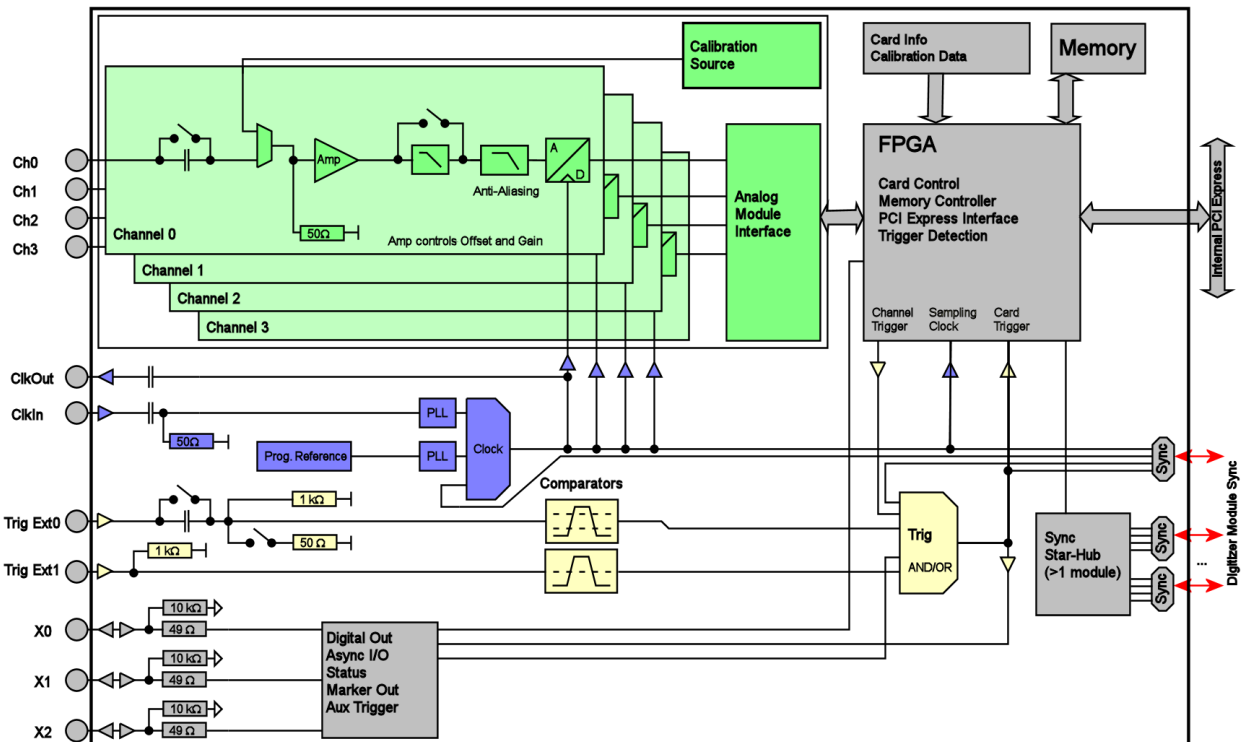 Calibration
Source
Card Info
Calibration Data
Memory
Ch0
Ch1
Ch2
Ch3
Amp
A
D
Anti-Aliasing
50Ω
Amp controls Offset and Gain
Channel 0
Channel 1
Channel 2
Channel 3
Analog
Module
Interface
FPGA
Card Control
Memory Controller
PCI Express Interface
Trigger Detection
Channel
Trigger
Sampling
Clock
Card
Trigger
Internal PCI Express
ClkOut
ClkIn
50Ω
PLL
Prog. Reference
PLL
Clock
Sync
Comparators
Trig Ext0
1 kΩ
50 Ω
Trig Ext1
1 kΩ
Trig
AND/OR
Sync
Star-Hub
(>1 module)
Sync
...
Sync
Digitizer Module Sync
X0
10 kΩ
49 Ω
X1
10 kΩ
49 Ω
X2
10 kΩ
49 Ω
Digital Out
Async I/O
Status
Marker Out
Aux Trigger